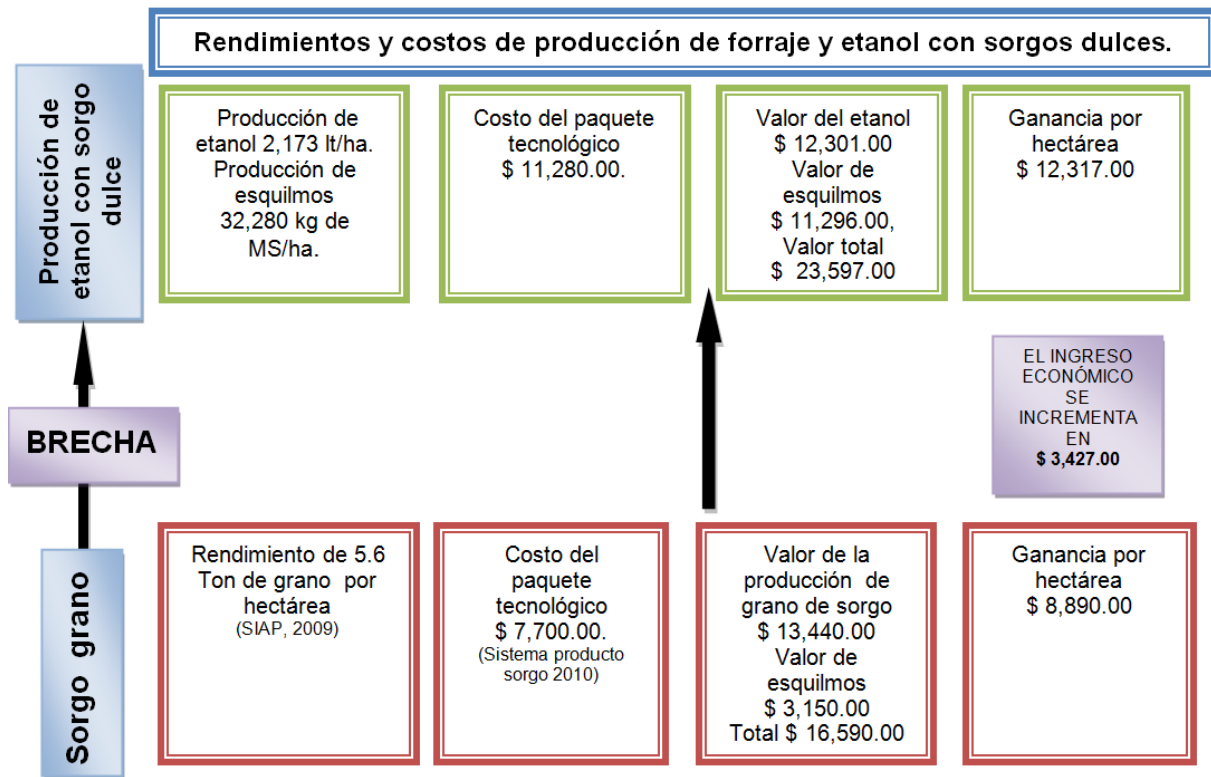 Rendimientos y costos de producción de forraje y etanol con sorgos dulces.
Producción de
etanol con sorgo
dulce
Producción de
etanol 2,173 lt/ha.
Producción de
esquilmos
32,280 kg de
MS/ha.
Costo del paquete
tecnológico
$ 11,280.00.
Valor del etanol
$ 12,301.00
Valor de
esquilmos
$ 11,296.00,
Valor total
$ 23,597.00
Ganancia por
hectárea
$ 12,317.00
BRECHA
EL INGRESO
ECONÓMICO
SE
INCREMENTA
EN
$ 3,427.00
Sorgo grano
Rendimiento de 5.6
Ton de grano por
hectárea
(SIAP, 2009)
Costo del
paquete
tecnológico
$ 7,700.00.
(Sistema producto
sorgo 2010)
Valor de la
producción de
grano de sorgo
$ 13,440.00
Valor de
esquilmos
$ 3,150.00
Total $ 16,590.00
Ganancia por
hectárea
$ 8,890.00